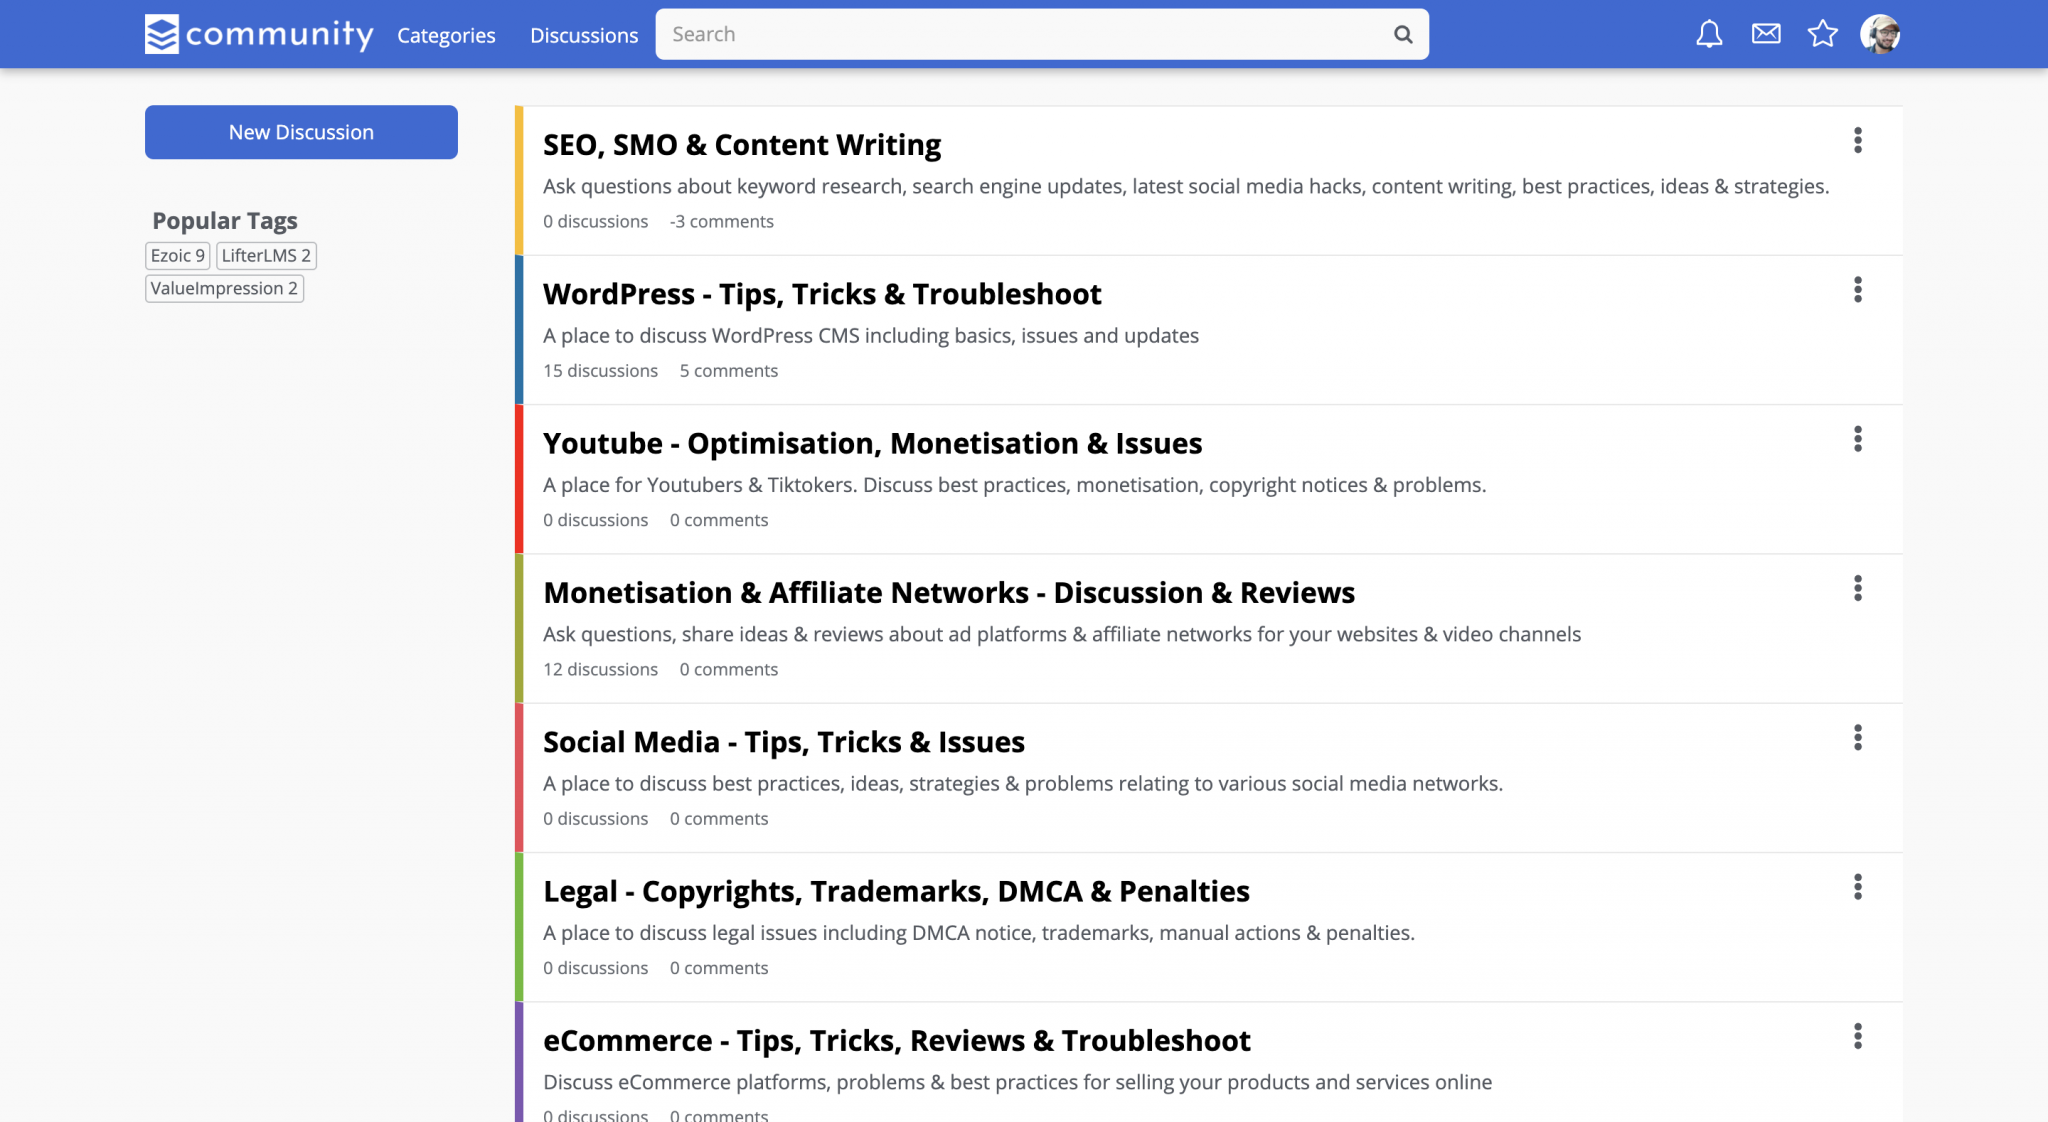 community Categories Discussions Search
New Discussion
Popular Tags
Ezoic 9 LifterLMS 2
ValueImpression 2
SEO, SMO & Content Writing
Ask questions about keyword research, search engine updates, latest social media hacks, content writing, best practices, ideas & strategies.
0 discussions -3 comments
WordPress - Tips, Tricks & Troubleshoot
A place to discuss WordPress CMS including basics, issues and updates
15 discussions 5 comments
Youtube - Optimisation, Monetisation & Issues
A place for Youtubers & Tiktokers. Discuss best practices, monetisation, copyright notices & problems.
0 discussions 0 comments
Monetisation & Affiliate Networks - Discussion & Reviews
Ask questions, share ideas & reviews about ad platforms & affiliate networks for your websites & video channels
12 discussions 0 comments
Social Media - Tips, Tricks & Issues
A place to discuss best practices, ideas, strategies & problems relating to various social media networks.
0 discussions 0 comments
Legal - Copyrights, Trademarks, DMCA & Penalties
A place to discuss legal issues including DMCA notice, trademarks, manual actions & penalties.
0 discussions 0 comments
eCommerce - Tips, Tricks, Reviews & Troubleshoot
Discuss eCommerce platforms, problems & best practices for selling your products and services online
0 discussions 0 comments